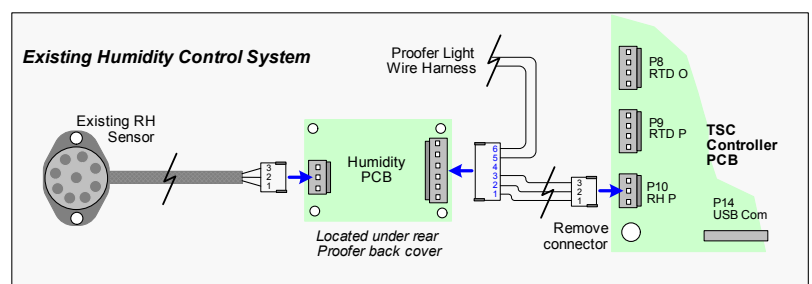 Existing Humidity Control System
Proofer Light
Wire Harness
Existing RH
Sensor
3
2
1
Humidity
PCB
Located under rear
Proofer back cover
6
5
4
3
2
1
3
2
1
Remove
connector
P8
RTD O
P9
RTD P
TSC
Controller
PCB
P10
RH P
P14
USB Com